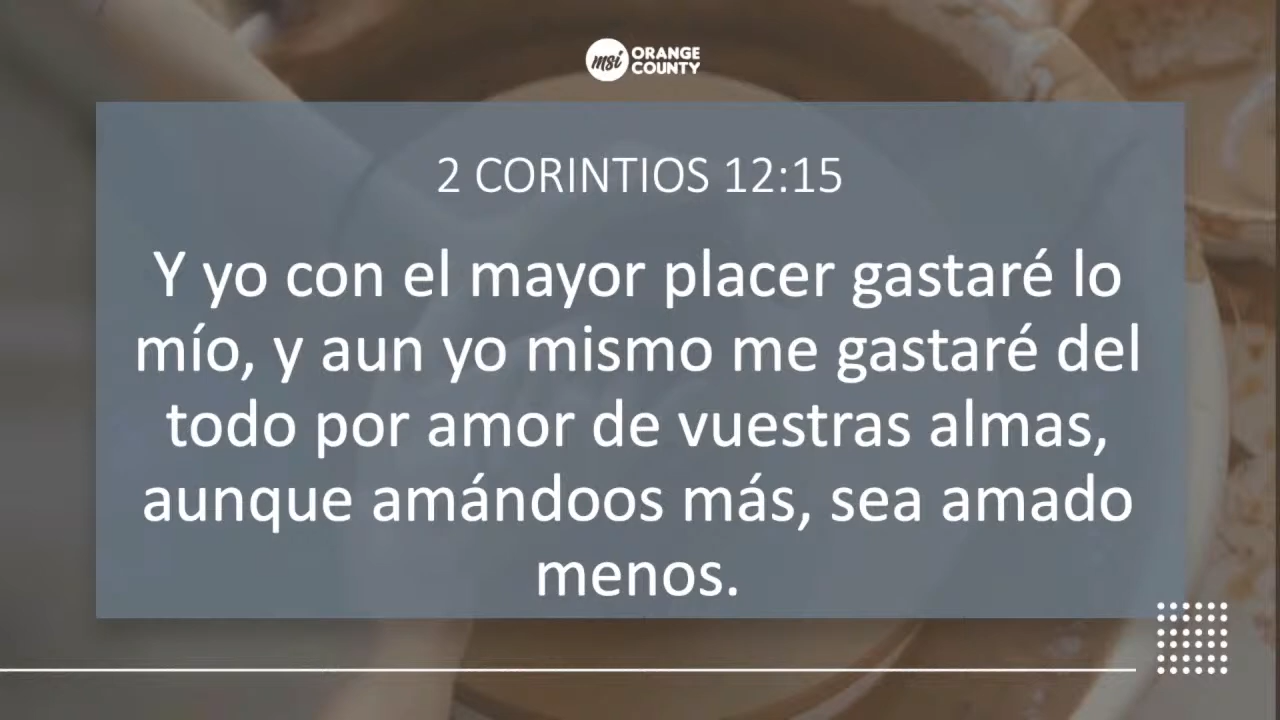 msi ORANGE
COUNTY
2 CORINTIOS 12:15
Y yo con el mayor placer gastaré lo
mío, y aun yo mismo me gastaré del
todo por amor de vuestras almas,
aunque amándoos más, sea amado
menos.